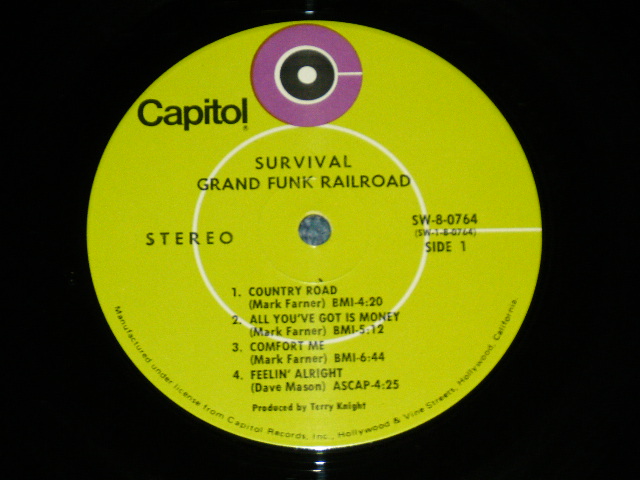 Capitol®
SURVIVAL
GRAND FUNK RAILROAD
STEREO
SW-8-0764
(SW-1-8-0764)
SIDE 1
1. COUNTRY ROAD
(Mark Farner) BMI-4:20
2. ALL YOU'VE GOT IS MONEY
(Mark Farner) BMI-5:12
3. COMFORT ME
(Mark Farner) BMI-6:44
4. FEELIN' ALRIGHT
(Dave Mason) ASCAP-4:25
Produced by Terry Knight
Manufactured under license from Capitol Records, Inc., Hollywood & Vine Streets, Hollywood, California.